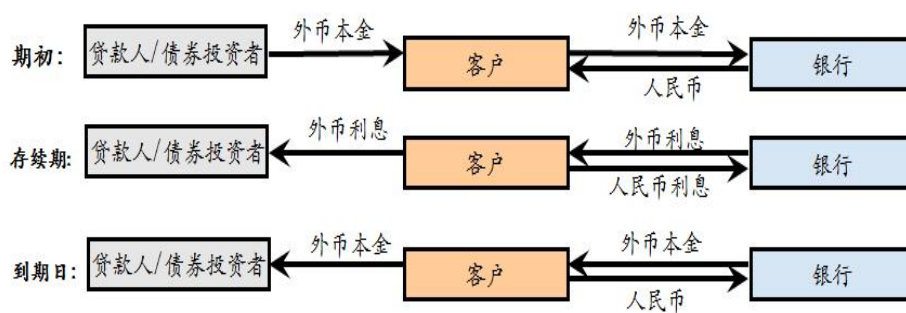 外币本金 外币本金
期初： 贷款人/债券投资者 客户 银行
人民币
外币利息 外币利息
存续期: 贷款人/债券投资者 客户 银行
人民币利息
外币本金 外币本金
到期日： 贷款人/债券投资者 客户 银行
人民币